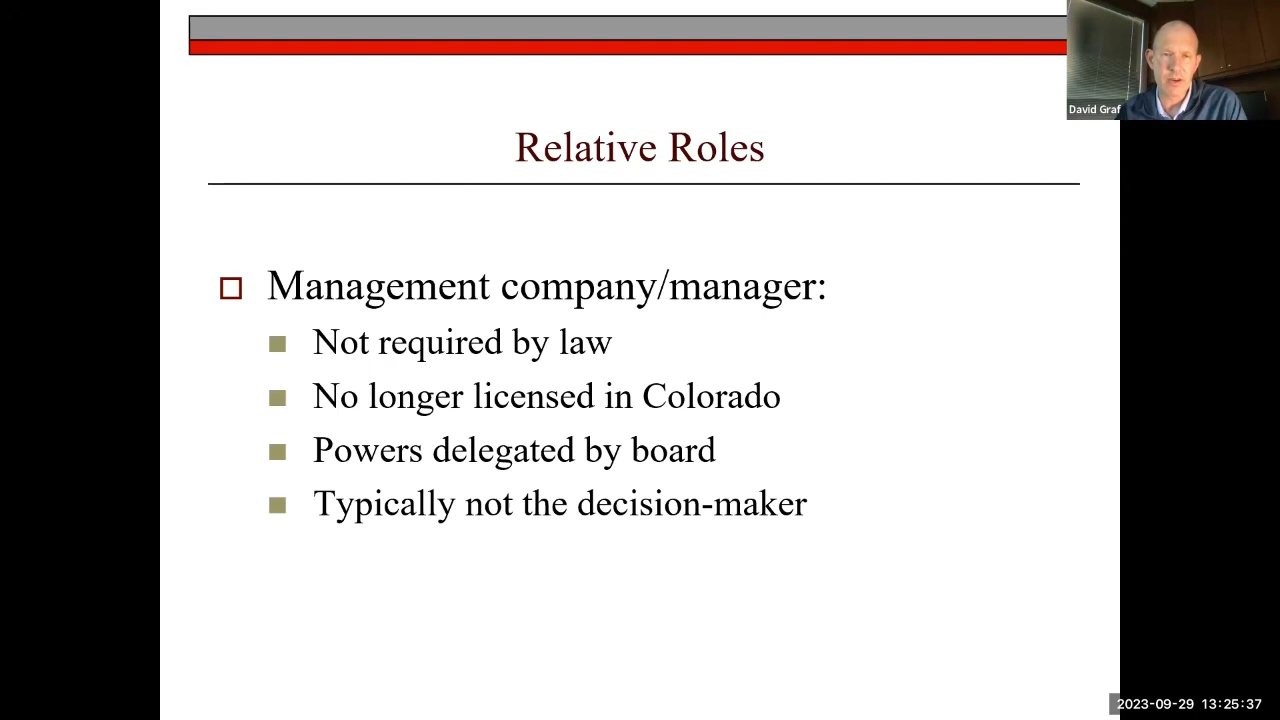 David Graf
Relative Roles
Management company/manager:
Not required by law
No longer licensed in Colorado
Powers delegated by board
Typically not the decision-maker
2023-09-29 13:25:37